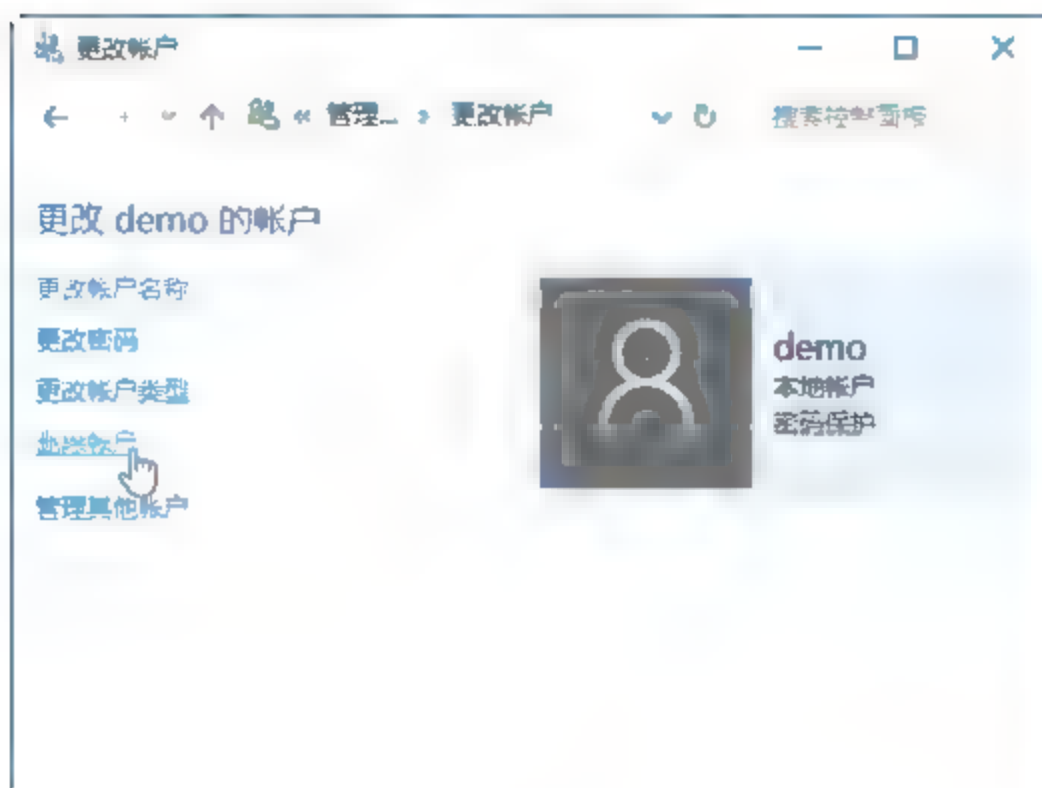 更改帐户
« 管理... › 更改帐户
搜索控制面板
更改 demo 的帐户
更改帐户名称
更改密码
更改帐户类型
帐户
管理其他帐户
demo
本地帐户
密码保护